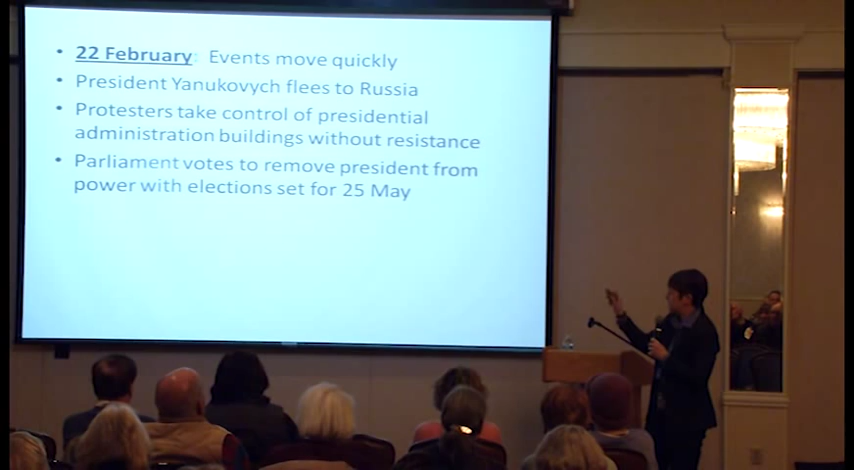 • 22 February: Events move quickly
• President Yanukovych flees to Russia
• Protesters take control of presidential
administration buildings without resistance
• Parliament votes to remove president from
power with elections set for 25 May